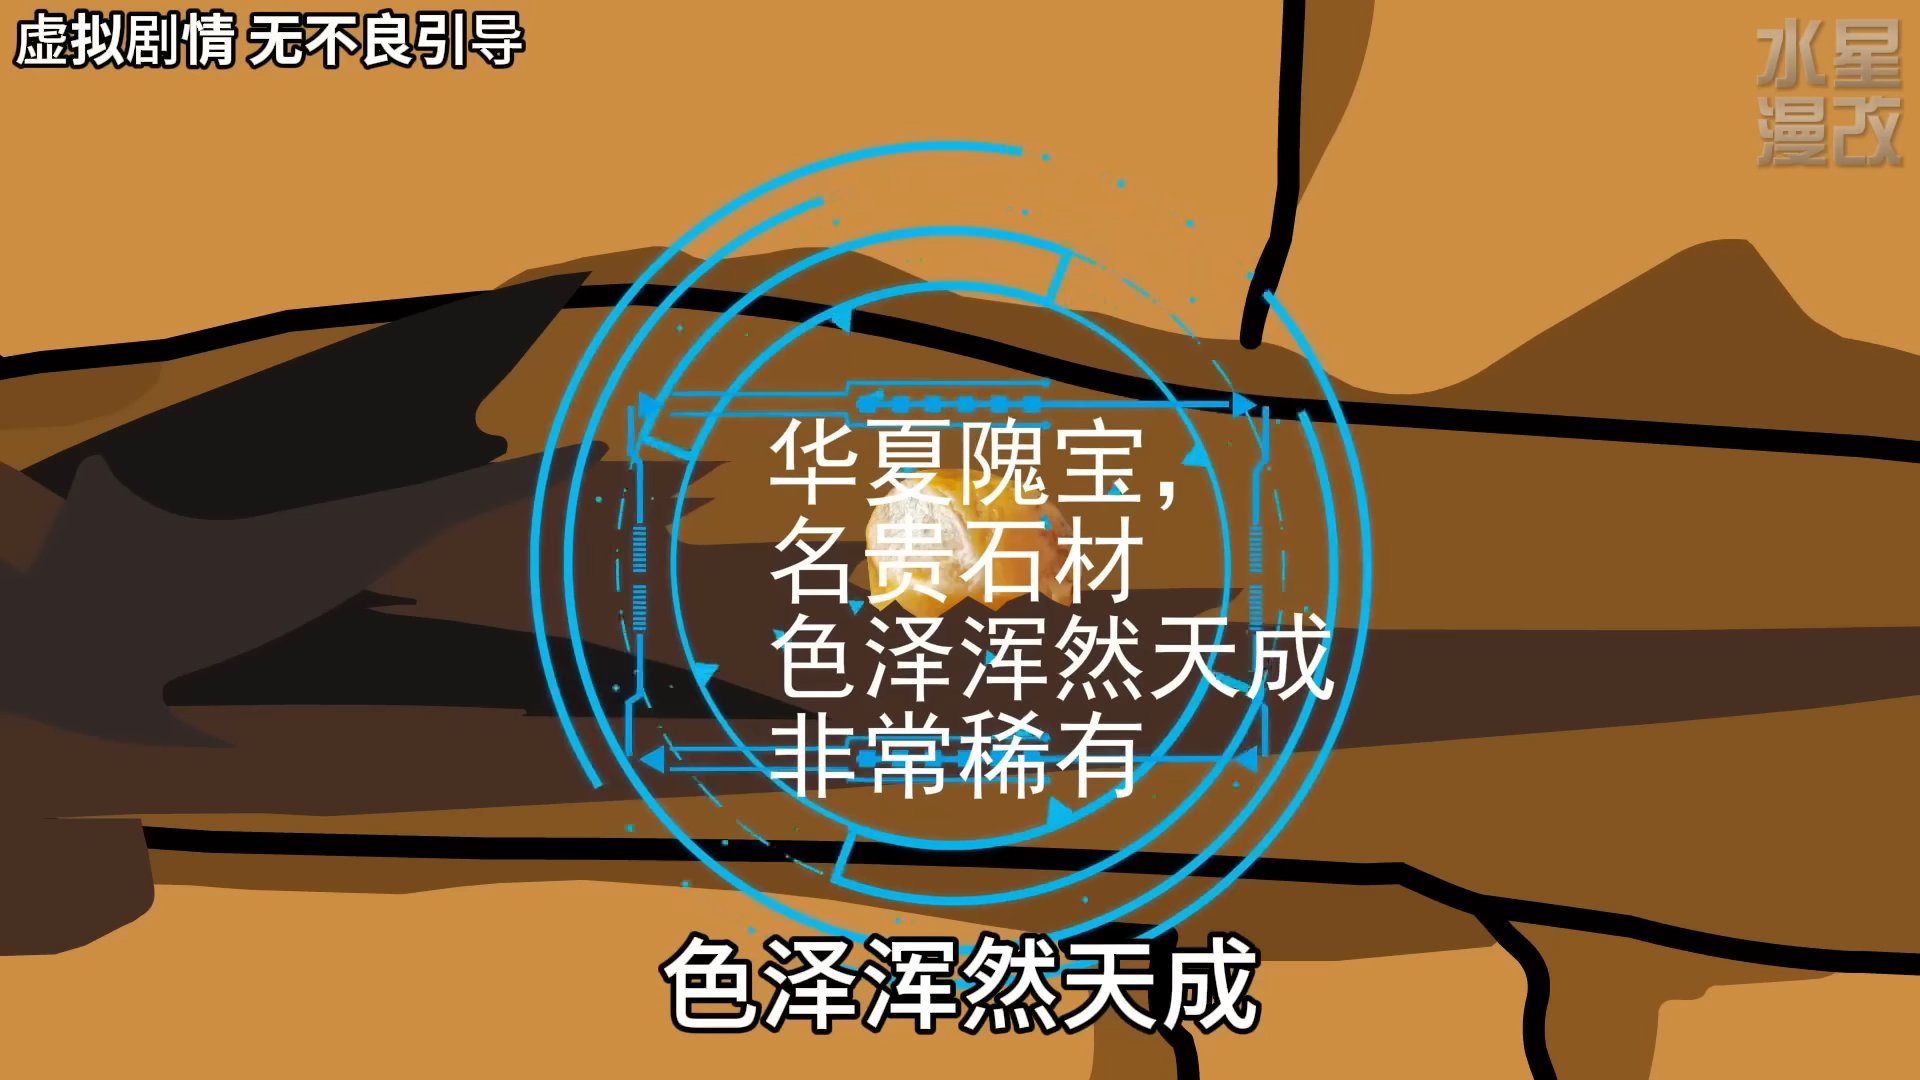 虚拟剧情 无不良引导
水星
漫改
华夏隗宝，
名贵石材
色泽浑然天成
非常稀有
色泽浑然天成